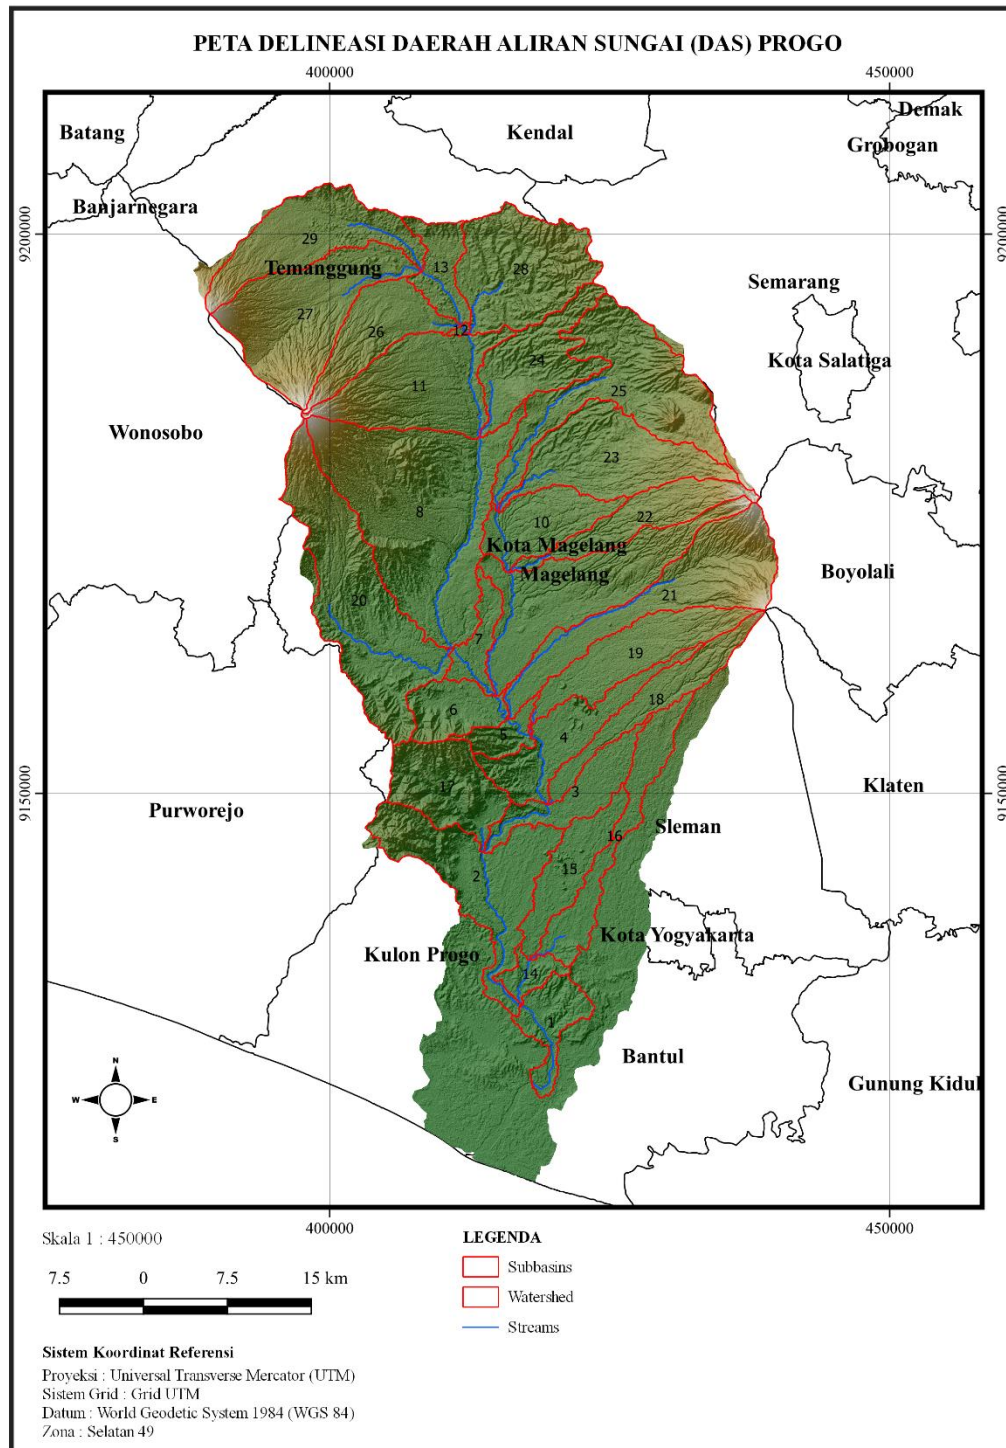 PETA DELINEASI DAERAH ALIRAN SUNGAI (DAS) PROGO
400000
450000
Demak
Batang
Kendal
Grobogan
Banjarnegara
9200000
9200000
29
Temanggung
13
28
Semarang
27
26
12
24
Kota Salatiga
11
25
Wonosobo
23
8
10
22
Kota Magelang
Magelang
Boyolali
20
21
7
19
18
6
5
4
17
3
Klaten
9150000
9150000
Purworejo
Sleman
16
15
2
Kota Yogyakarta
Kulon Progo
14
1
Bantul
Gunung Kidul
N
W
E
S
400000
450000
Skala 1 : 450000
7.5
0
7.5
15 km
LEGENDA
Subbasins
Watershed
Streams
Sistem Koordinat Referensi
Proyeksi : Universal Transverse Mercator (UTM)
Sistem Grid : Grid UTM
Datum : World Geodetic System 1984 (WGS 84)
Zona : Selatan 49